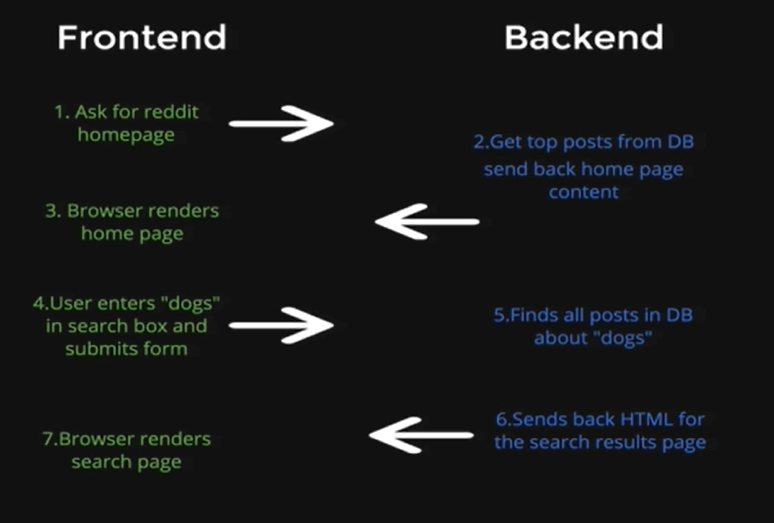 Frontend
Backend
1. Ask for reddit
homepage
2.Get top posts from DB
send back home page
content
3. Browser renders
home page
4.User enters "dogs"
in search box and
submits form
5.Finds all posts in DB
about "dogs"
6.Sends back HTML for
the search results page
7.Browser renders
search page